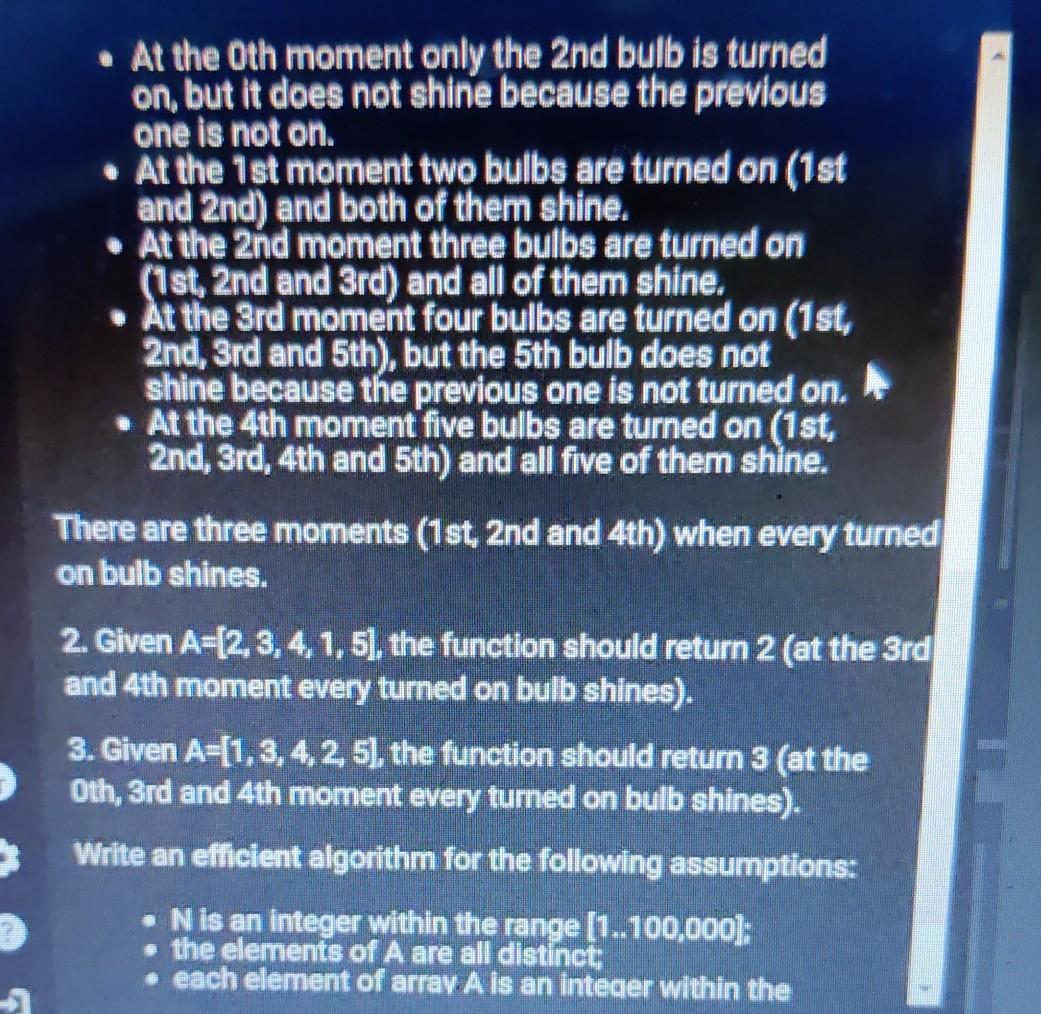 • At the 0th moment only the 2nd bulb is turned
on, but it does not shine because the previous
one is not on.
• At the 1st moment two bulbs are turned on (1st
and 2nd) and both of them shine.
• At the 2nd moment three bulbs are turned on
(1st, 2nd and 3rd) and all of them shine.
• At the 3rd moment four bulbs are turned on (1st,
2nd, 3rd and 5th), but the 5th bulb does not
shine because the previous one is not turned on.
• At the 4th moment five bulbs are turned on (1st,
2nd, 3rd, 4th and 5th) and all five of them shine.
There are three moments (1st, 2nd and 4th) when every turned
on bulb shines.
2. Given A=[2, 3, 4, 1, 5], the function should return 2 (at the 3rd
and 4th moment every turned on bulb shines).
3. Given A=[1, 3, 4, 2, 5], the function should return 3 (at the
0th, 3rd and 4th moment every turned on bulb shines).
Write an efficient algorithm for the following assumptions:
• N is an integer within the range [1..100,000];
• the elements of A are all distinct;
• each element of array A is an integer within the